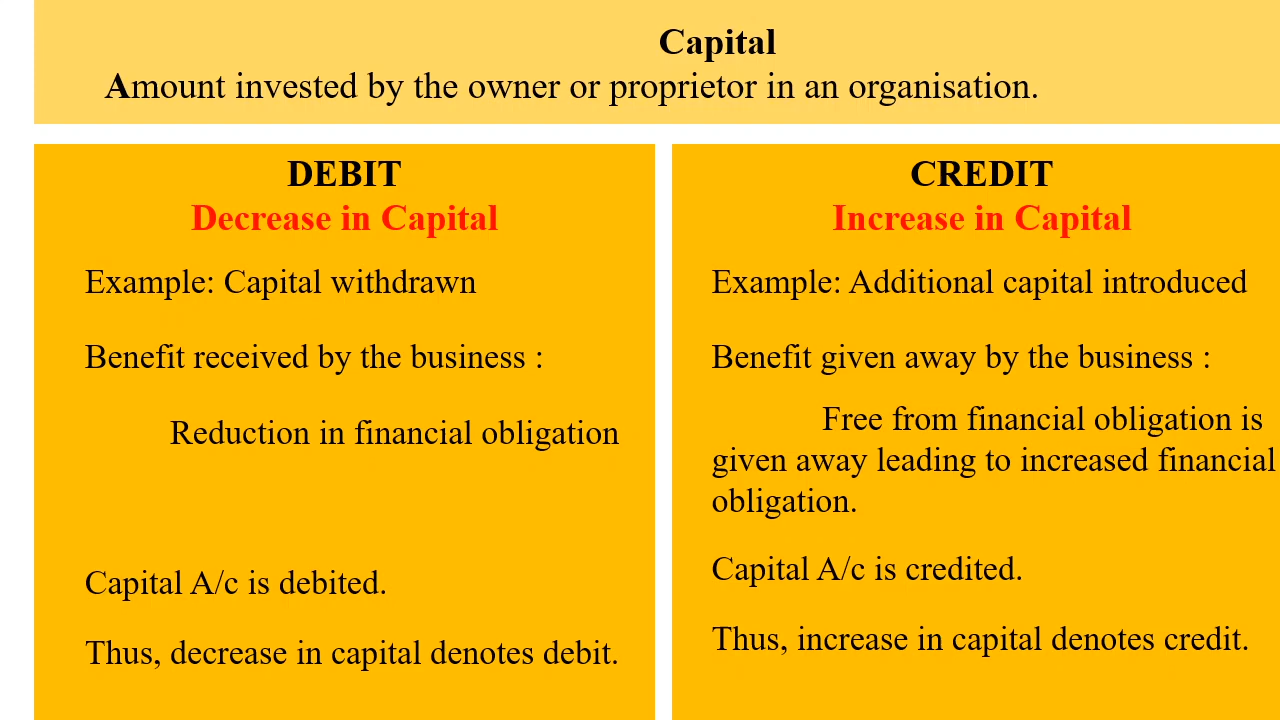 Capital
Amount invested by the owner or proprietor in an organisation.
DEBIT
Decrease in Capital
Example: Capital withdrawn
Benefit received by the business :
Reduction in financial obligation
Capital A/c is debited.
Thus, decrease in capital denotes debit.
CREDIT
Increase in Capital
Example: Additional capital introduced
Benefit given away by the business :
Free from financial obligation is
given away leading to increased financial
obligation.
Capital A/c is credited.
Thus, increase in capital denotes credit.